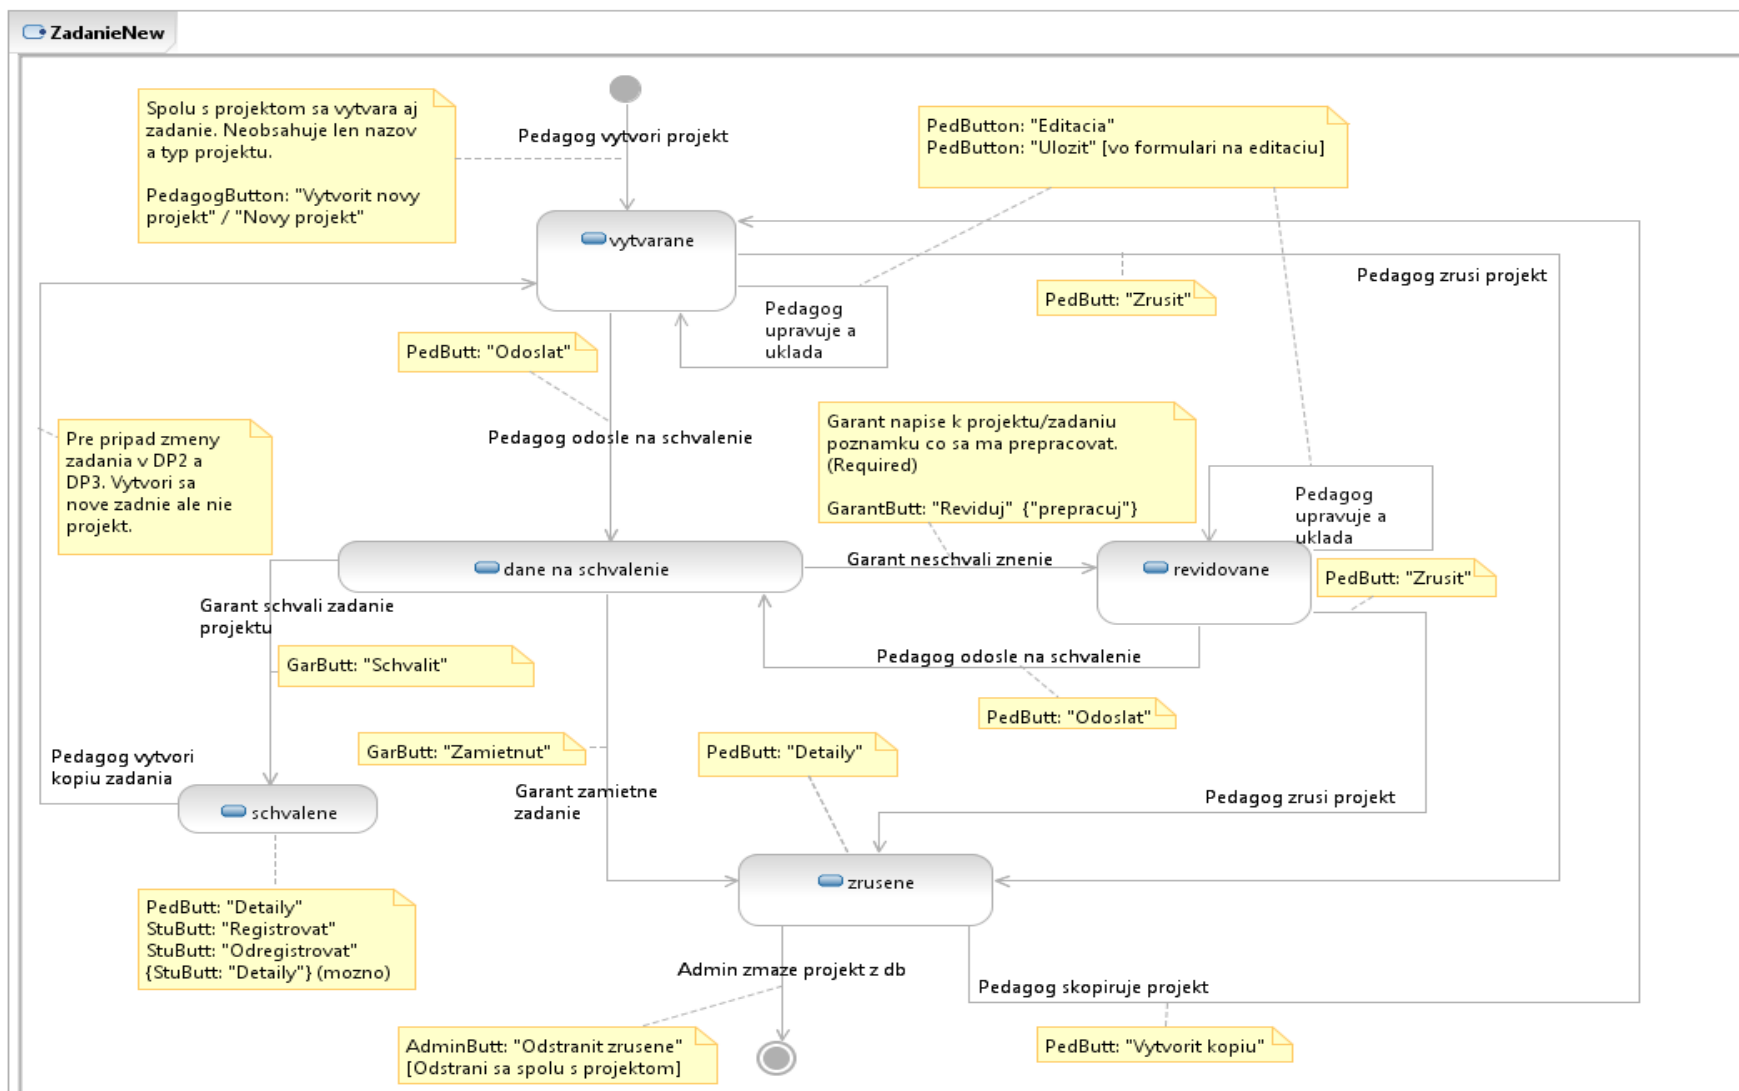 ZadanieNew
Spolu s projektom sa vytvara aj
zadanie. Neobsahuje len nazov
a typ projektu.
PedagogButton: "Vytvorit novy
projekt" / "Novy projekt"
Pedagog vytvori projekt
PedButton: "Editacia"
PedButton: "Ulozit" [vo formulari na editaciu]
vytvarane
Pedagog zrusi projekt
PedButt: "Zrusit"
Pedagog
upravuje a
uklada
PedButt: "Odoslat"
Pedagog odosle na schvalenie
Pre pripad zmeny
zadania v DP2 a
DP3. Vytvori sa
nove zadnie ale nie
projekt.
Garant napise k projektu/zadaniu
poznamku co sa ma prepracovat.
(Required)
GarantButt: "Reviduj" {"prepracuj"}
Pedagog
upravuje a
uklada
dane na schvalenie
Garant neschvali znenie
revidovane
PedButt: "Zrusit"
Garant schvali zadanie
projektu
GarButt: "Schvalit"
Pedagog odosle na schvalenie
PedButt: "Odoslat"
GarButt: "Zamietnut"
PedButt: "Detaily"
Pedagog vytvori
kopiu zadania
Garant zamietne
zadanie
Pedagog zrusi projekt
schvalene
zrusene
PedButt: "Detaily"
StuButt: "Registrovat"
StuButt: "Odregistrovat"
{StuButt: "Detaily"} (mozno)
Admin zmaze projekt z db
Pedagog skopiruje projekt
AdminButt: "Odstranit zrusene"
[Odstrani sa spolu s projektom]
PedButt: "Vytvorit kopiu"